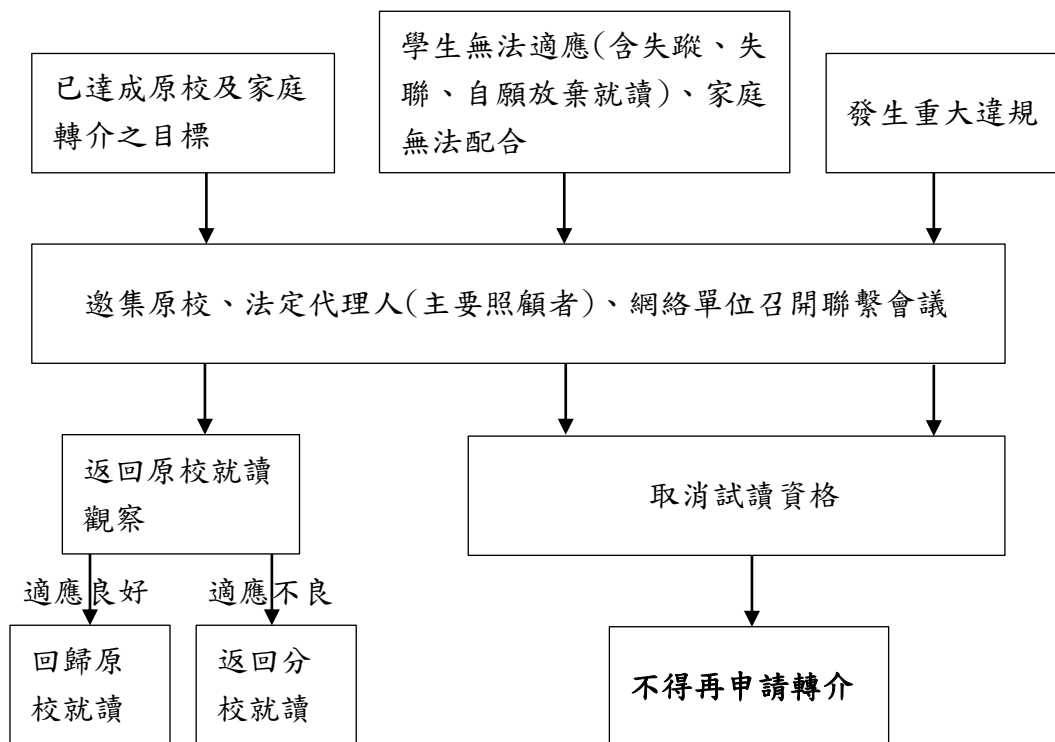 已達成原校及家庭
轉介之目標
學生無法適應(含失蹤、失
聯、自願放棄就讀)、家庭
無法配合
發生重大違規
邀集原校、法定代理人(主要照顧者)、網絡單位召開聯繫會議
返回原校就讀
觀察
取消試讀資格
適應良好
適應不良
回歸原
校就讀
返回分
校就讀
不得再申請轉介